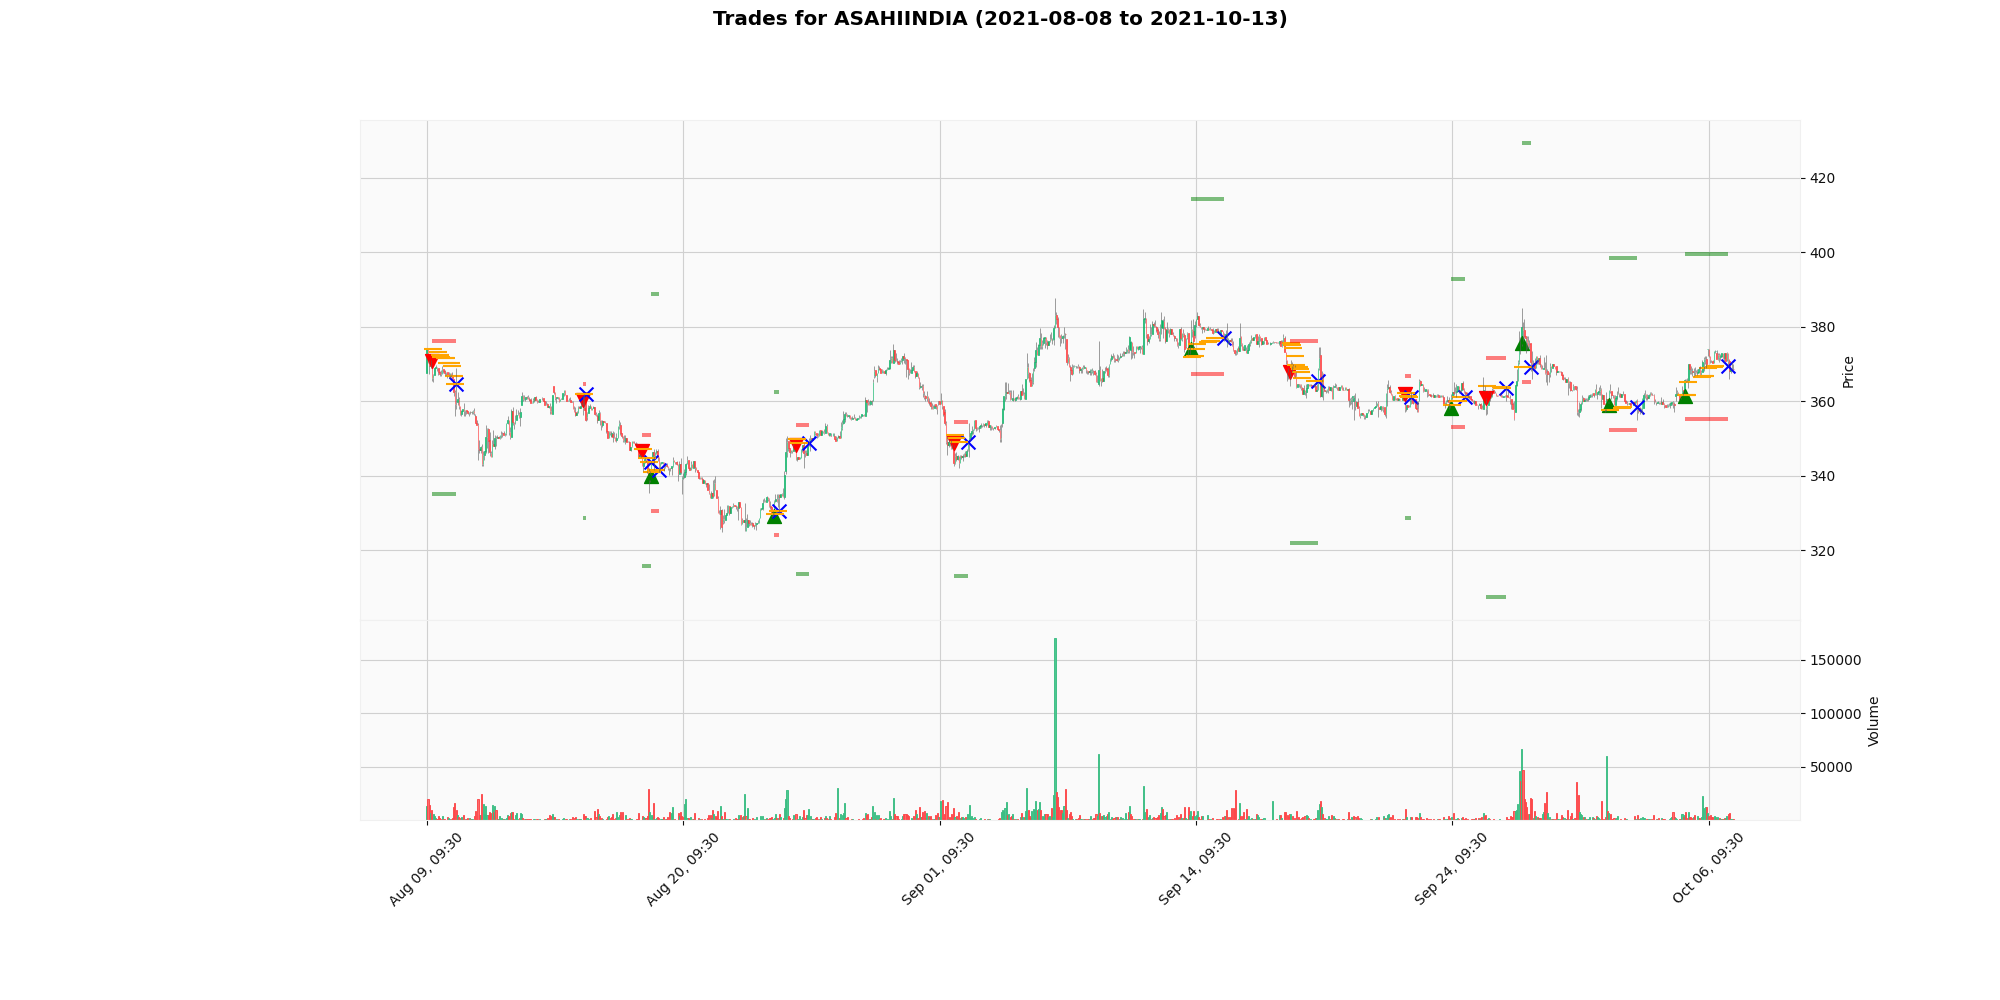 Trades for ASAHIINDIA (2021-08-08 to 2021-10-13)
420
400
380
360
340
320
Price
150000
100000
50000
Volume
Aug 09, 09:30
Aug 20, 09:30
Sep 01, 09:30
Sep 14, 09:30
Sep 24, 09:30
Oct 06, 09:30